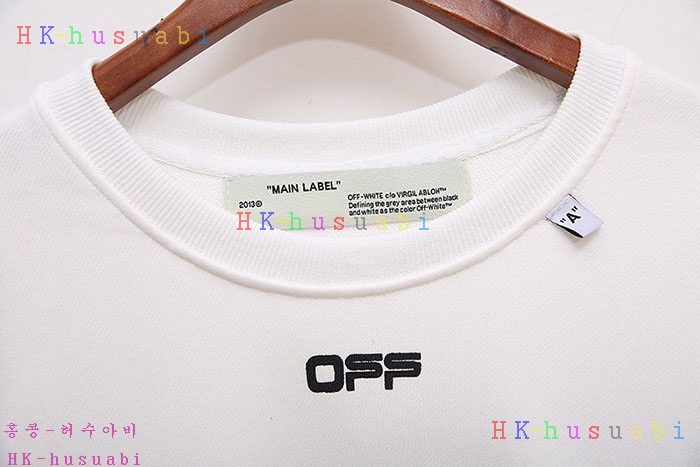 HK-husuabi
"MAIN LABEL"
2013©
OFF-WHITE c/o VIRGIL ABLOH™
Defining the grey area between black
and white as the color Off-White™
HK-husuabi
"A"
OFF
홍콩-허수아비
HK-husuabi
HK-husuabi